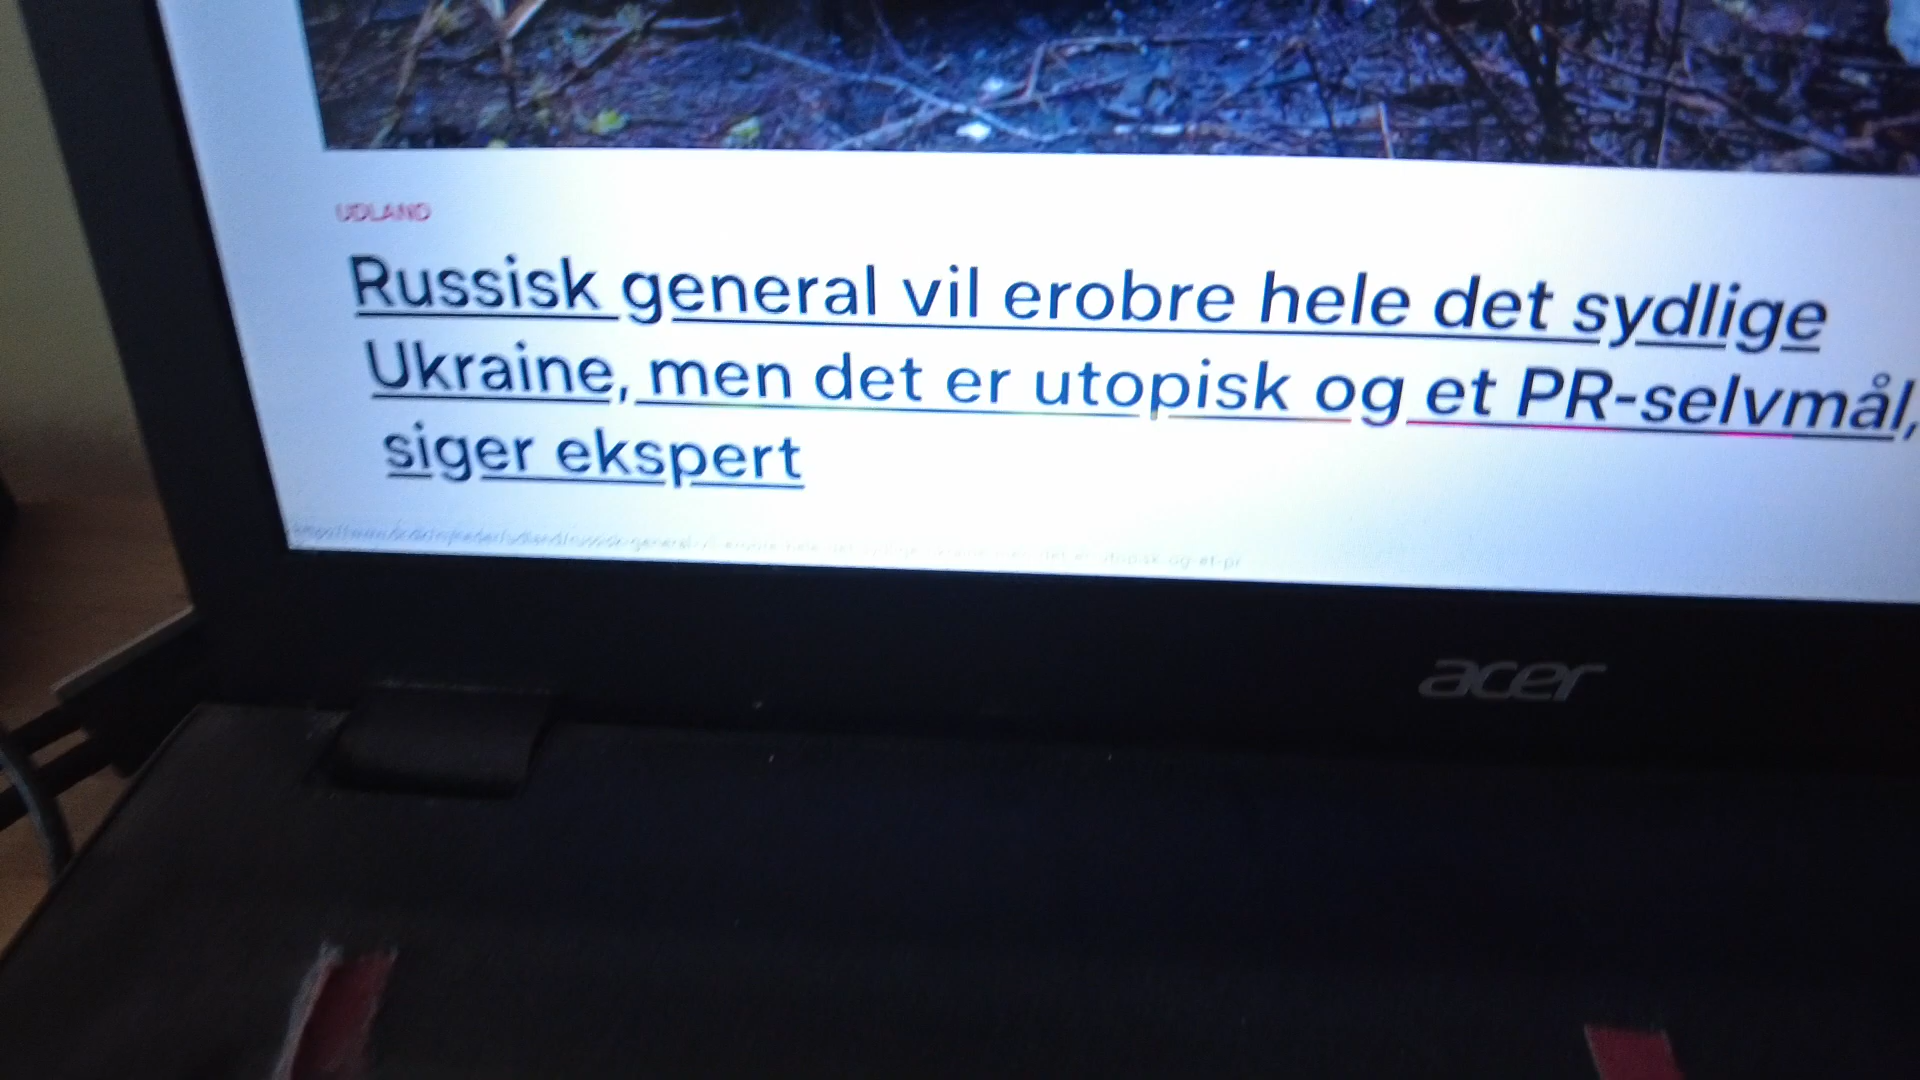 UDLAND
Russisk general vil erobre hele det sydlige
Ukraine, men det er utopisk og et PR-selvmål,
siger ekspert
acer